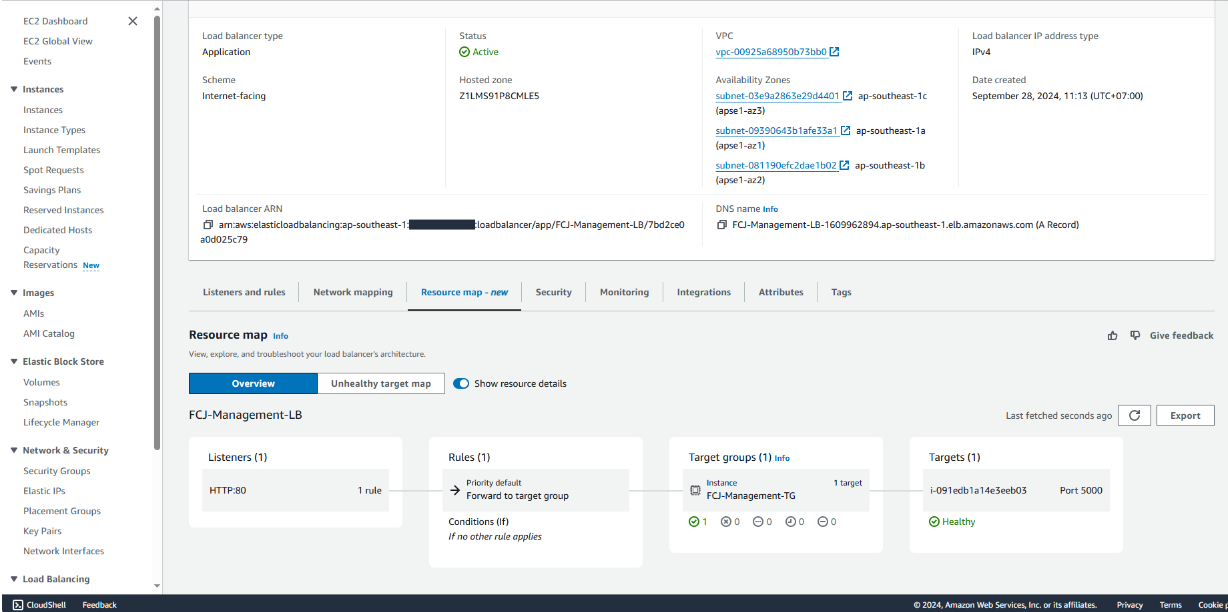 EC2 Dashboard
EC2 Global View
Events
Instances
Instances
Instance Types
Launch Templates
Spot Requests
Savings Plans
Reserved Instances
Dedicated Hosts
Capacity
Reservations New
Images
AMIs
AMI Catalog
Elastic Block Store
Volumes
Snapshots
Lifecycle Manager
Network & Security
Security Groups
Elastic IPs
Placement Groups
Key Pairs
Network Interfaces
Load Balancing
Load balancer type
Application
Status
Active
VPC
vpc-00925a68950b73bb0
Load balancer IP address type
IPv4
Scheme
Internet-facing
Hosted zone
Z1LMS91P8CMLE5
Availability Zones
subnet-03e9a2863e29d4401 ap-southeast-1c
(apse1-az3)
subnet-09390643b1afe33a1 ap-southeast-1a
(apse1-az1)
subnet-081190efc2dae1b02 ap-southeast-1b
(apse1-az2)
Date created
September 28, 2024, 11:13 (UTC+07:00)
Load balancer ARN
arn:aws:elasticloadbalancing:ap-southeast-1: :loadbalancer/app/FCJ-Management-LB/7bd2ce0
a0d025c79
DNS name Info
FCJ-Management-LB-1609962894.ap-southeast-1.elb.amazonaws.com (A Record)
Listeners and rules
Network mapping
Resource map - new
Security
Monitoring
Integrations
Attributes
Tags
Resource map Info
Give feedback
View, explore, and troubleshoot your load balancer's architecture.
Overview
Unhealthy target map
Show resource details
FCJ-Management-LB
Last fetched seconds ago
Export
Listeners (1)
HTTP:80 1 rule
Rules (1)
Priority default
Forward to target group
Conditions (If)
If no other rule applies
Target groups (1) Info
Instance 1 target
FCJ-Management-TG
1 0 0 0 0
Targets (1)
i-091edb1a14e3eeb03 Port 5000
Healthy
CloudShell Feedback
© 2024, Amazon Web Services, Inc. or its affiliates. Privacy Terms Cookie p